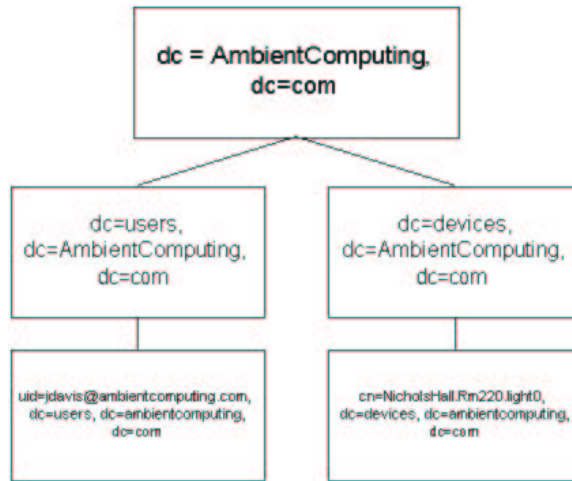 dc = AmbientComputing,
dc=com
dc=users,
dc=AmbientComputing,
dc=com
dc=devices,
dc=AmbientComputing,
dc=com
uid=jdavis@ambientcomputing.com,
dc=users, dc=ambientcomputing,
dc=com
cn=NicholsHall.Rm220.light0,
dc=devices, dc=ambientcomputing,
dc=com